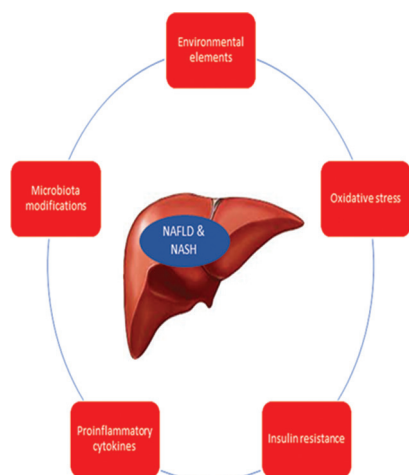 Environmental
elements
Microbiota
modifications
Oxidative stress
NAFLD &
NASH
Proinflammatory
cytokines
Insulin resistance